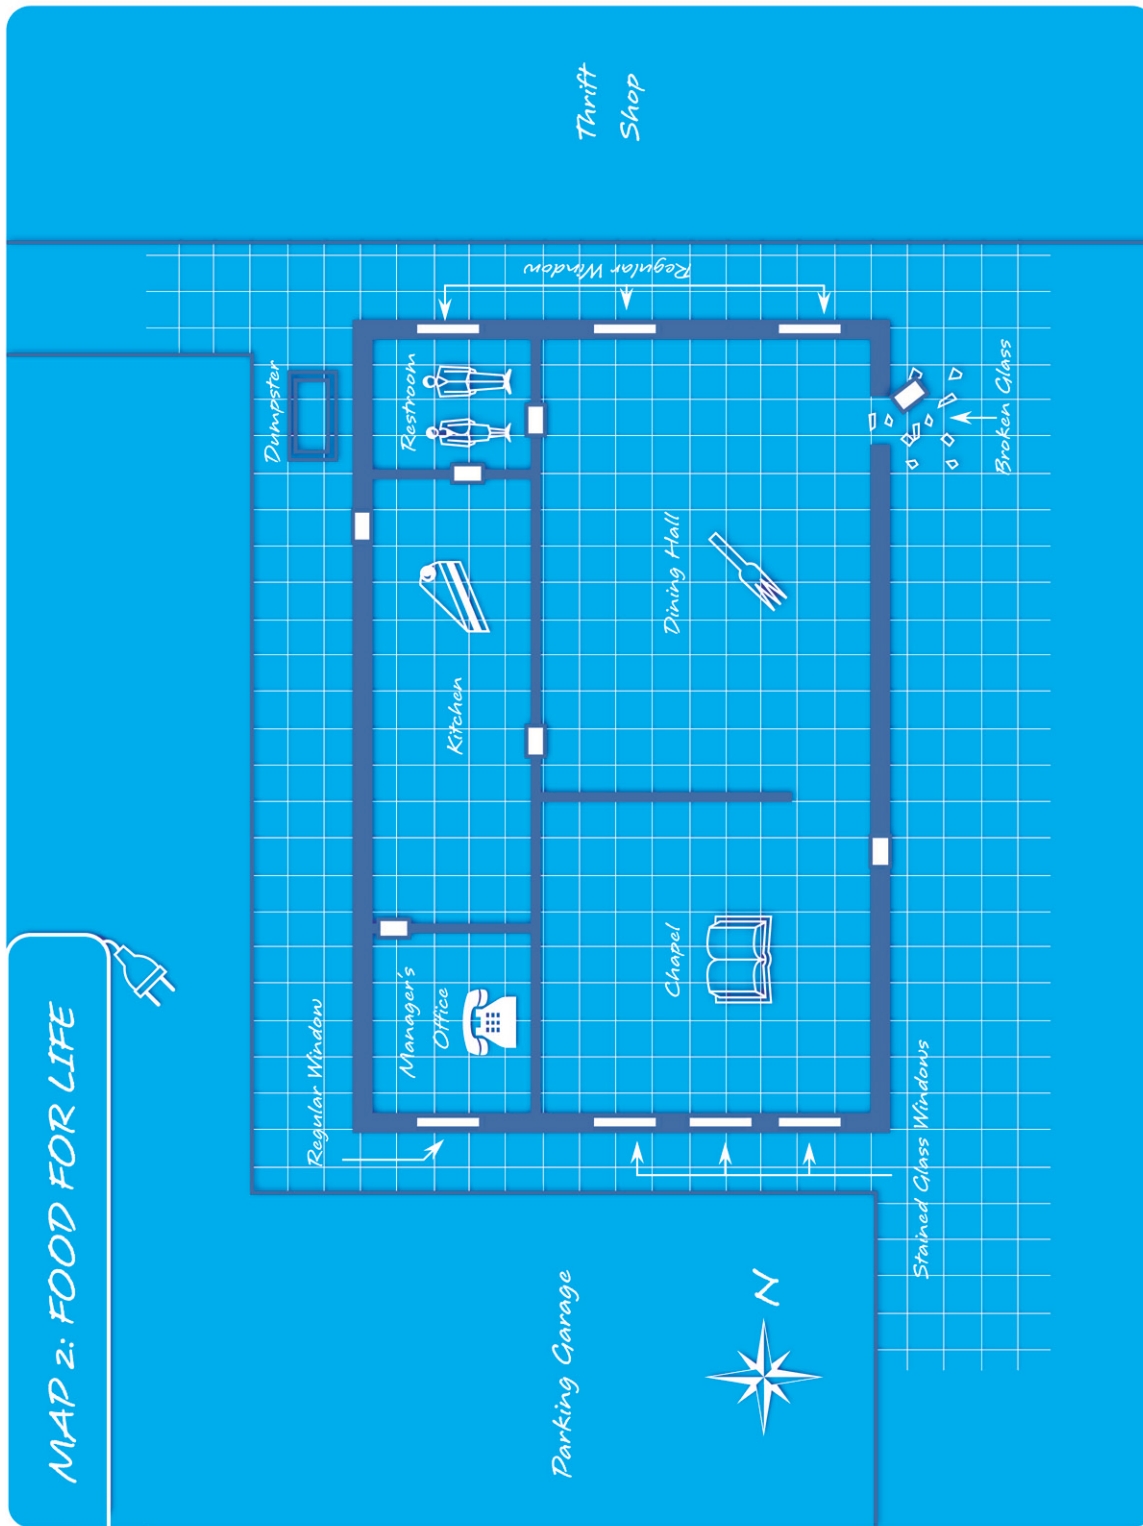 MAP 2: FOOD FOR LIFE
Dumpster
Regular Window
Restroom
Manager's
Office
Kitchen
Regular Window
Thrift
Shop
Dining Hall
Chapel
Parking Garage
N
Stained Glass Windows
Broken Glass